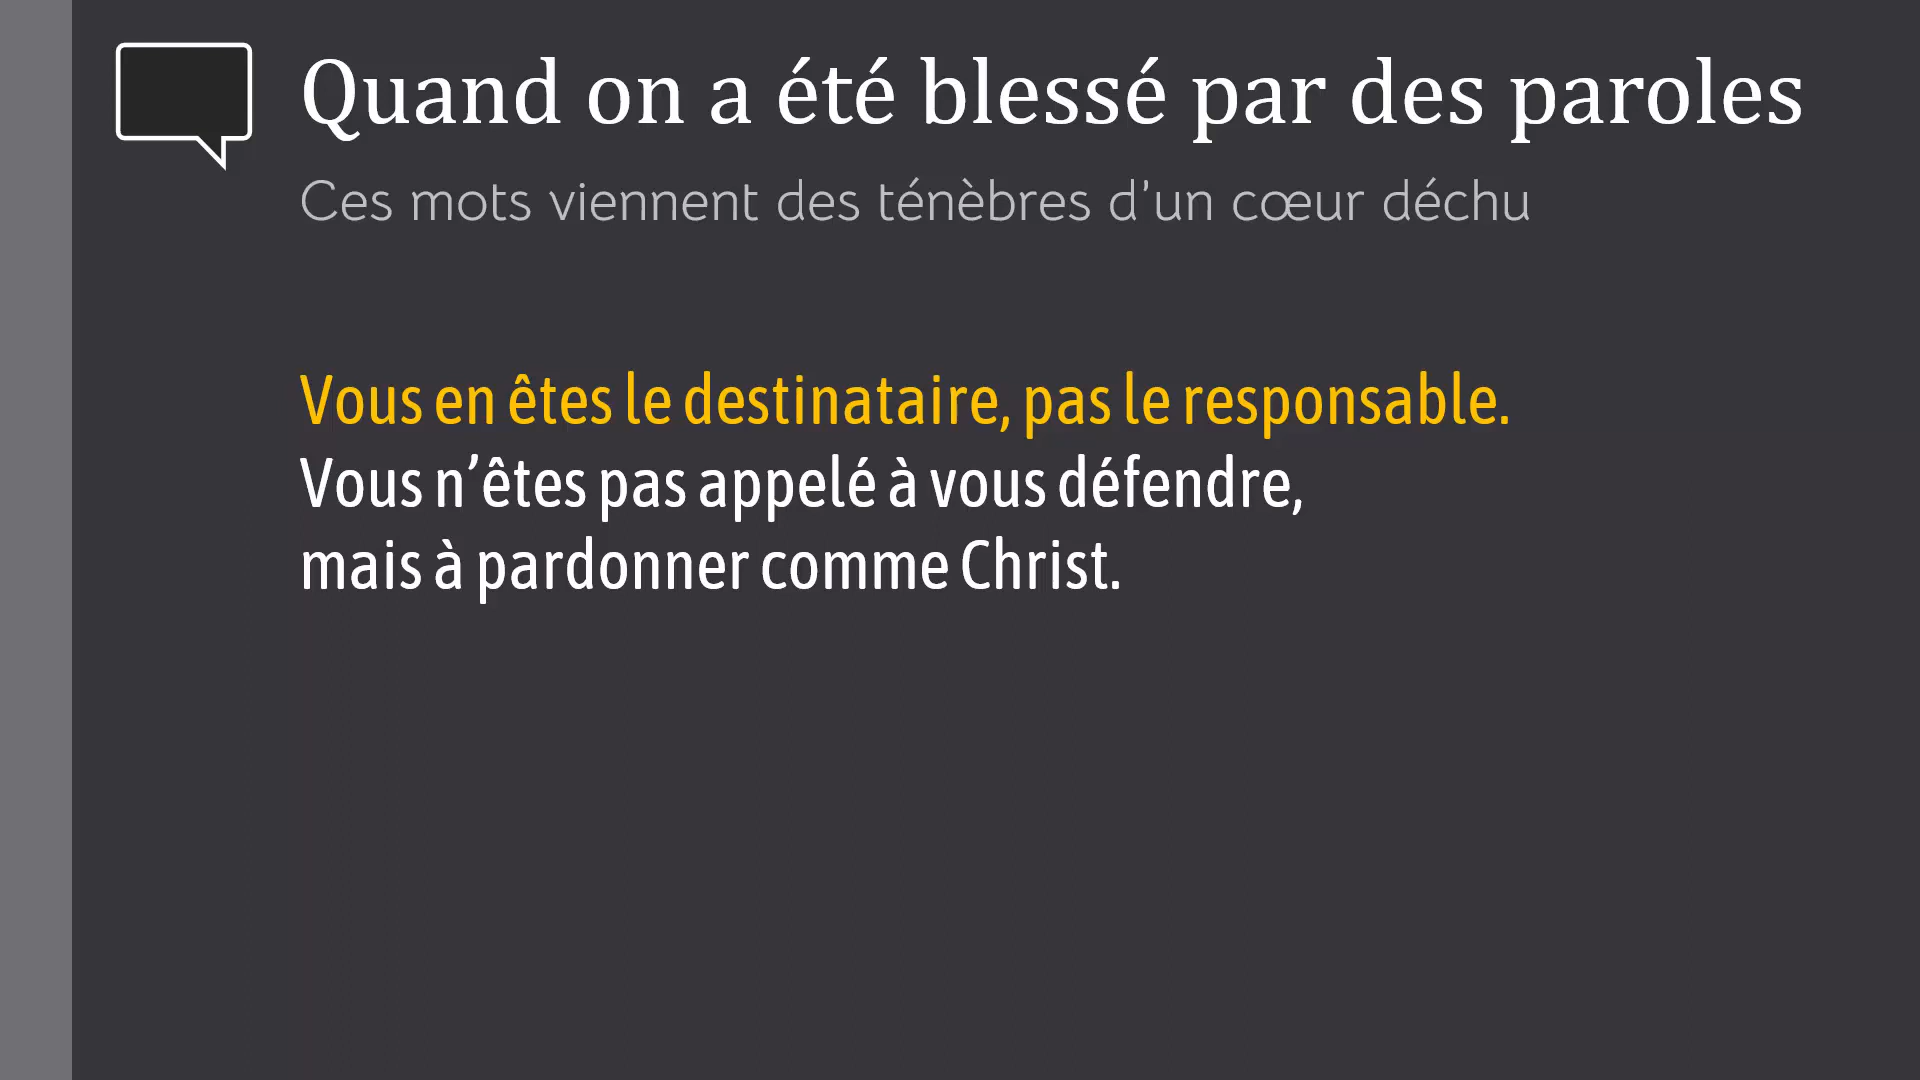 Quand on a été blessé par des paroles
Ces mots viennent des ténèbres d’un cœur déchu
Vous en êtes le destinataire, pas le responsable.
Vous n’êtes pas appelé à vous défendre,
mais à pardonner comme Christ.